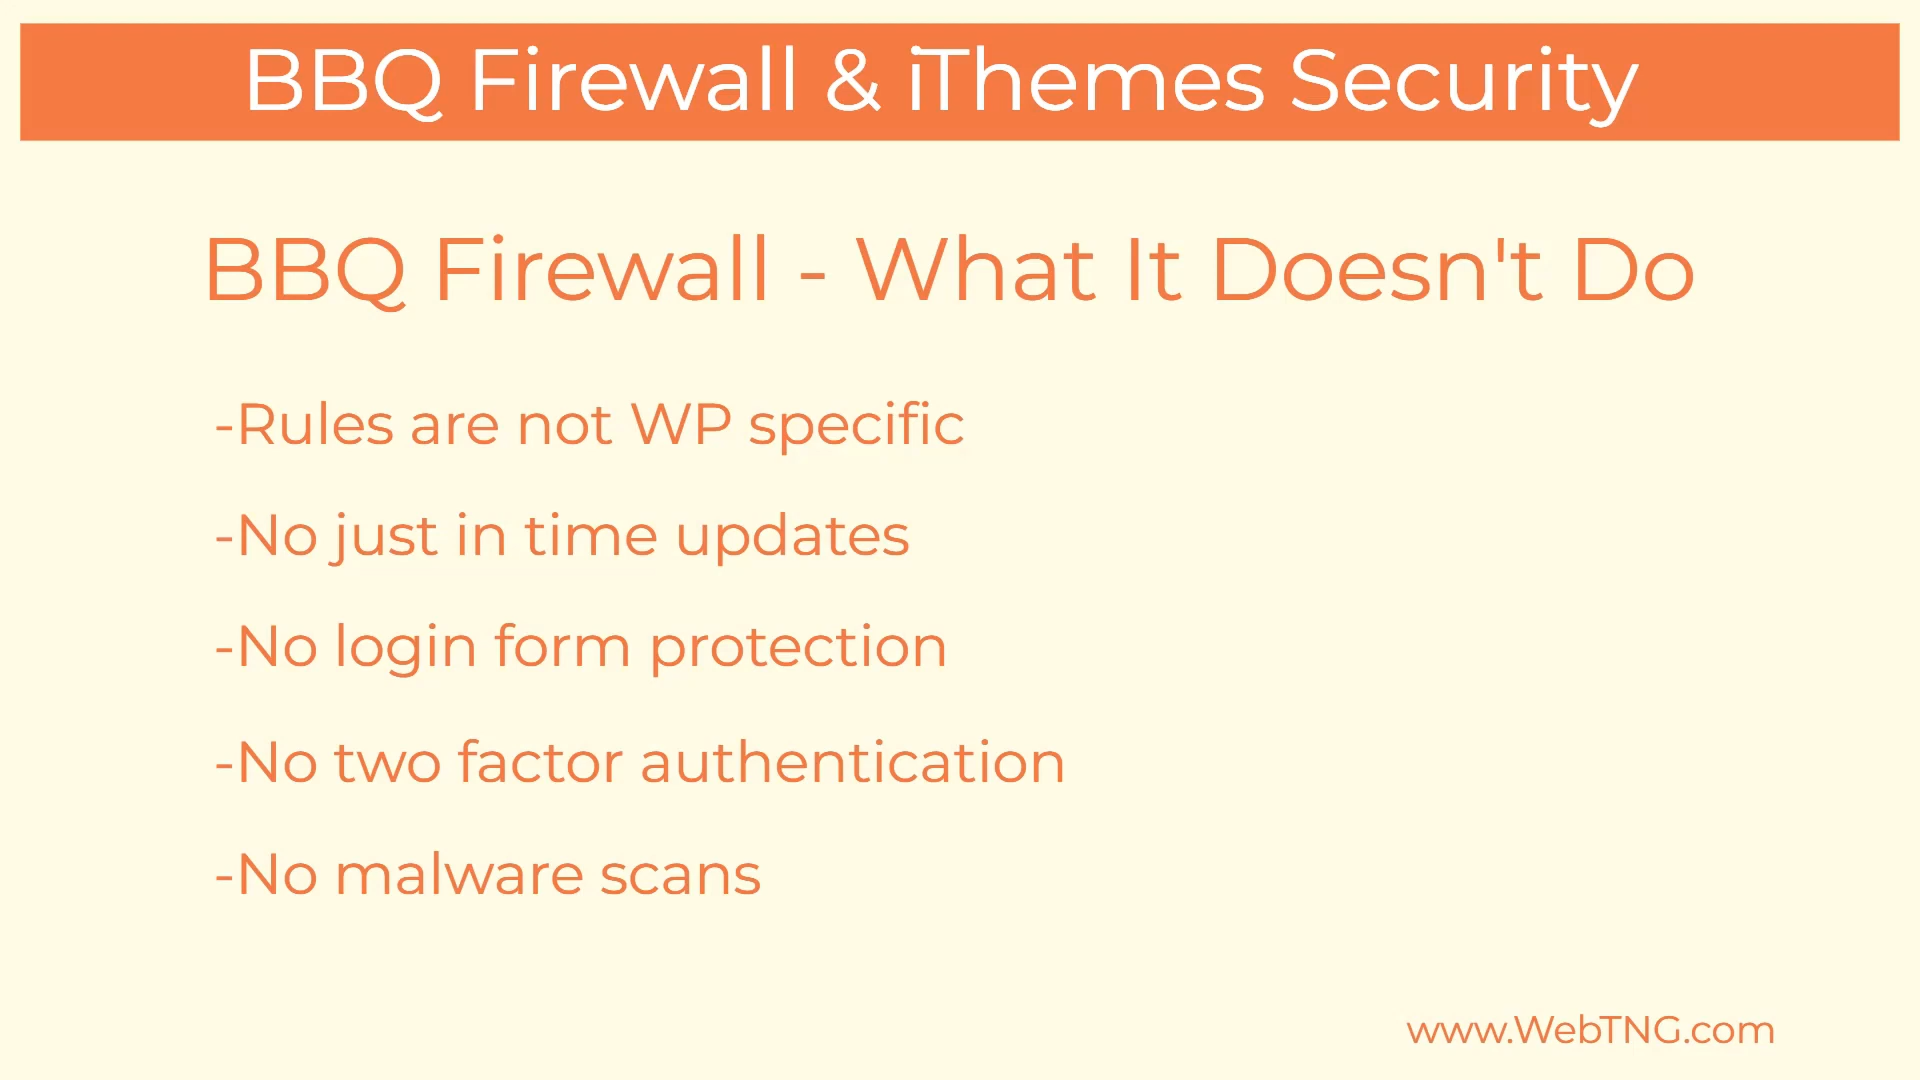 BBQ Firewall & iThemes Security
BBQ Firewall - What It Doesn't Do
-Rules are not WP specific
-No just in time updates
-No login form protection
-No two factor authentication
-No malware scans
www.WebTNG.com